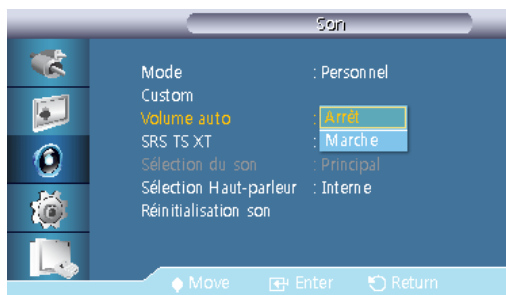 Son
Mode : Personnel
Custom
Volume auto : Arrêt
SRS TS XT : Marche
Sélection du son : Principal
Sélection Haut-parleur : Interne
Réinitialisation son
Move Enter Return